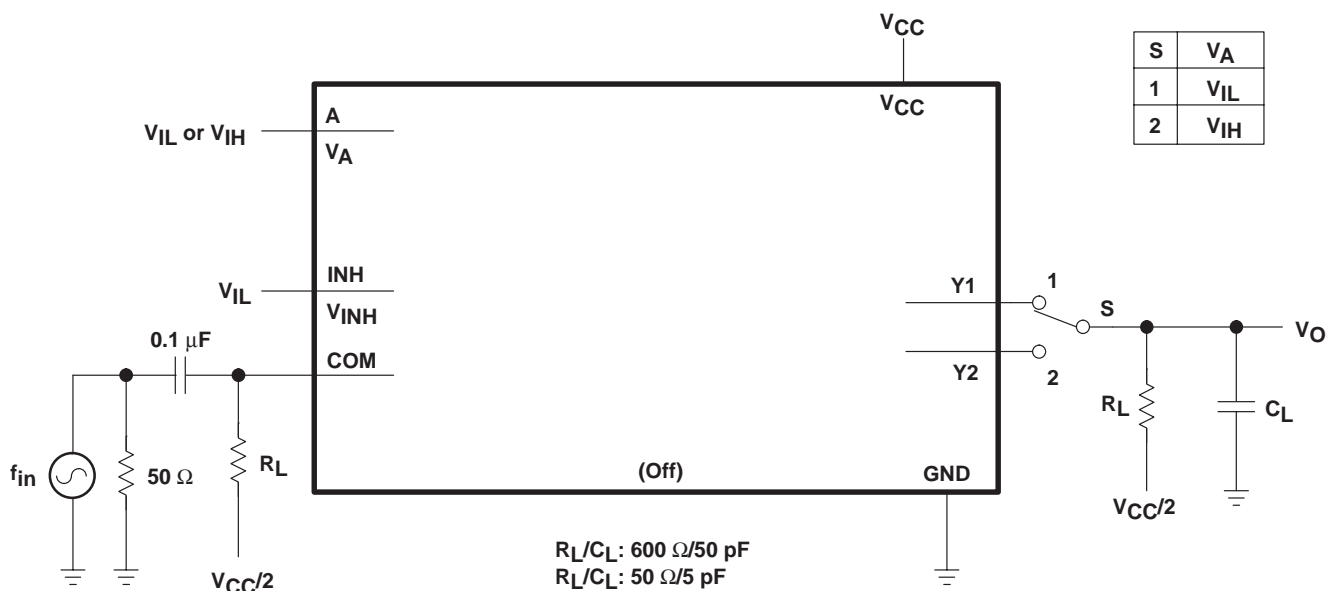 VCC
S VA
1 VIL
2 VIH
VCC
A
VIL or VIH
VA
INH
VIL
VINH
Y1
1
S
VO
0.1 μF
COM
Y2
2
RL
CL
fin
50 Ω
RL
(Off)
GND
VCC/2
VCC/2
RL/CL: 600 Ω/50 pF
RL/CL: 50 Ω/5 pF